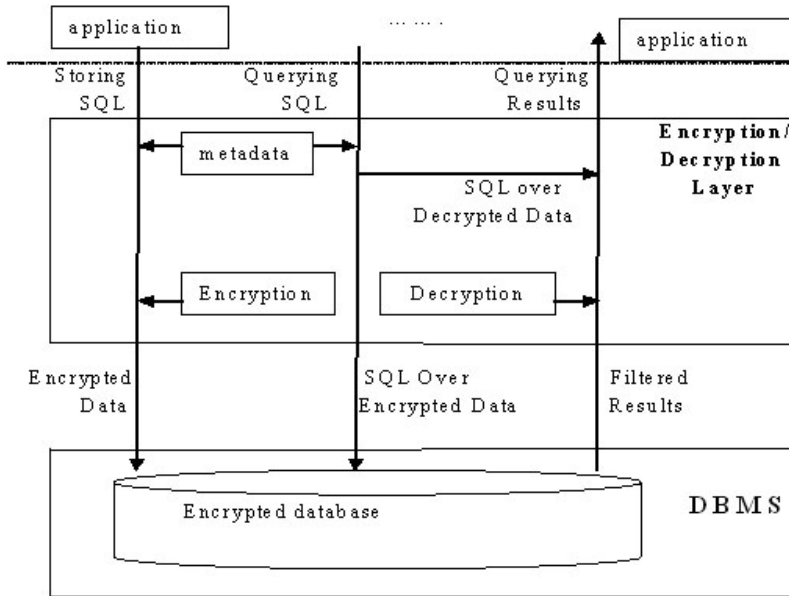 application
... ... .
application
Storing
SQL
Querying
SQL
Querying
Results
Encryption/
Decryption
Layer
metadata
SQL over
Decrypted Data
Encryption
Decryption
Encrypted
Data
SQL Over
Encrypted Data
Filtered
Results
Encrypted database
DBMS